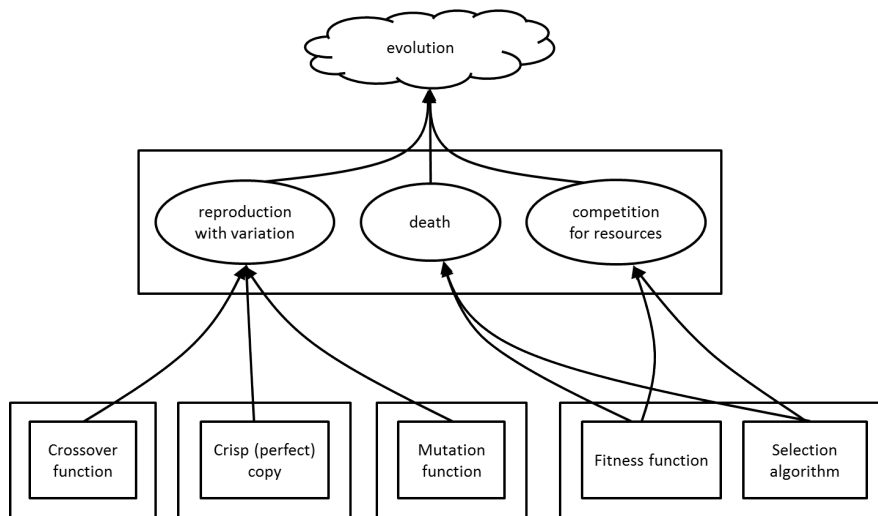 evolution
reproduction
with variation
death
competition
for resources
Crossover
function
Crisp (perfect)
copy
Mutation
function
Fitness function
Selection
algorithm